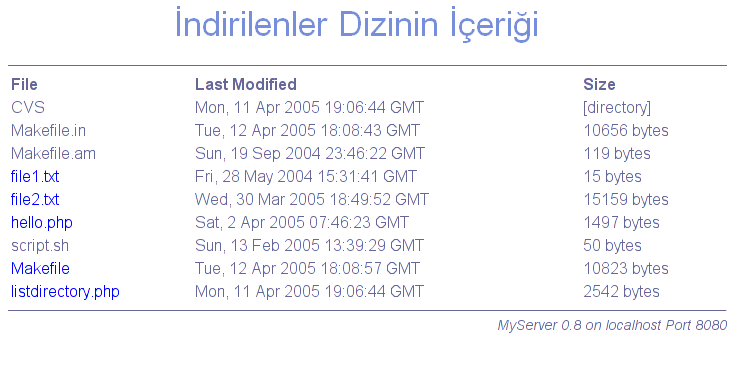 İndirilenler Dizinin İçeriği
File Last Modified Size
CVS Mon, 11 Apr 2005 19:06:44 GMT [directory]
Makefile.in Tue, 12 Apr 2005 18:08:43 GMT 10656 bytes
Makefile.am Sun, 19 Sep 2004 23:46:22 GMT 119 bytes
file1.txt Fri, 28 May 2004 15:31:41 GMT 15 bytes
file2.txt Wed, 30 Mar 2005 18:49:52 GMT 15159 bytes
hello.php Sat, 2 Apr 2005 07:46:23 GMT 1497 bytes
script.sh Sun, 13 Feb 2005 13:39:29 GMT 50 bytes
Makefile Tue, 12 Apr 2005 18:08:57 GMT 10823 bytes
listdirectory.php Mon, 11 Apr 2005 19:06:44 GMT 2542 bytes
MyServer 0.8 on localhost Port 8080